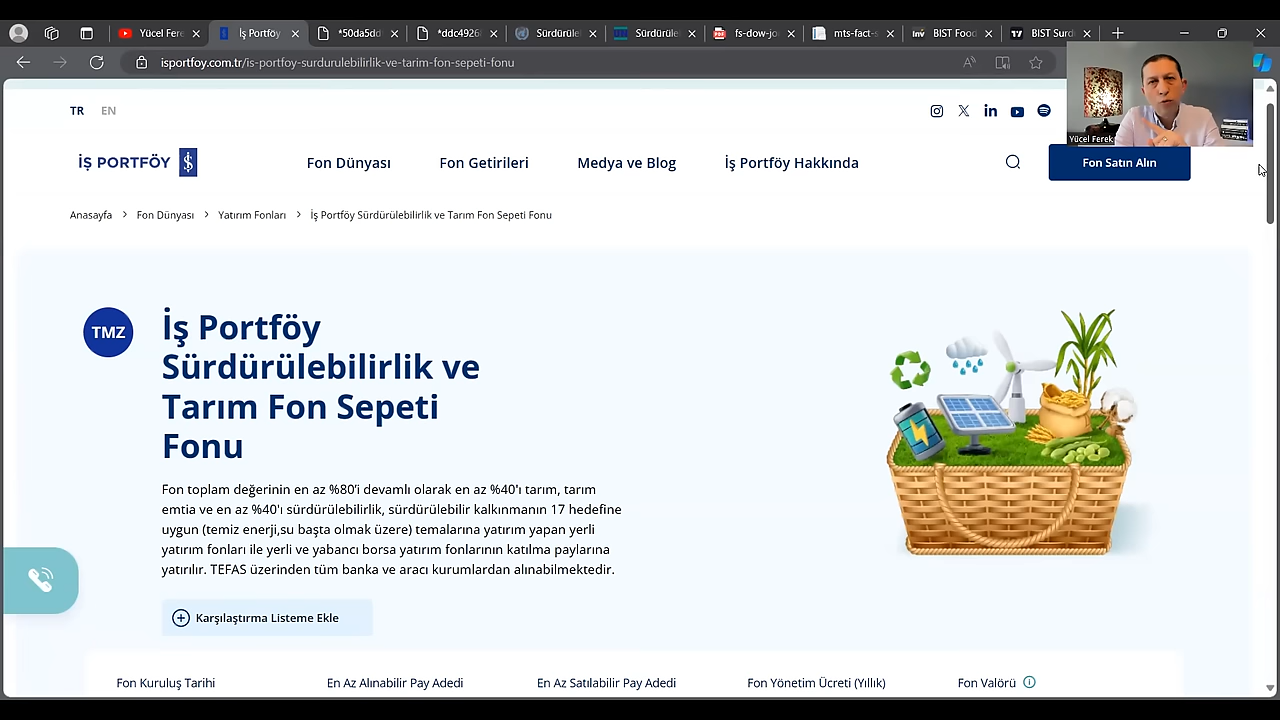 Yücel Fere
İş Portföy
*50da5dd
*ddc4926f
Sürdürüle
Sürdürüle
fs-dow-jo
mts-fact-s
BIST Food
BIST Surd
isportfoy.com.tr/is-portfoy-surdurulebilirlik-ve-tarim-fon-sepeti-fonu
TR EN
Yücel Ferek
İŞ PORTFÖY
Fon Dünyası
Fon Getirileri
Medya ve Blog
İş Portföy Hakkında
Fon Satın Alın
Anasayfa > Fon Dünyası > Yatırım Fonları > İş Portföy Sürdürülebilirlik ve Tarım Fon Sepeti Fonu
TMZ
İş Portföy
Sürdürülebilirlik ve
Tarım Fon Sepeti
Fonu
Fon toplam değerinin en az %80'i devamlı olarak en az %40'ı tarım, tarım
emtia ve en az %40'ı sürdürülebilirlik, sürdürülebilir kalkınmanın 17 hedefine
uygun (temiz enerji,su başta olmak üzere) temalarına yatırım yapan yerli
yatırım fonları ile yerli ve yabancı borsa yatırım fonlarının katılma paylarına
yatırılır. TEFAS üzerinden tüm banka ve aracı kurumlardan alınabilmektedir.
Karşılaştırma Listeme Ekle
Fon Kuruluş Tarihi
En Az Alınabilir Pay Adedi
En Az Satılabilir Pay Adedi
Fon Yönetim Ücreti (Yıllık)
Fon Valörü